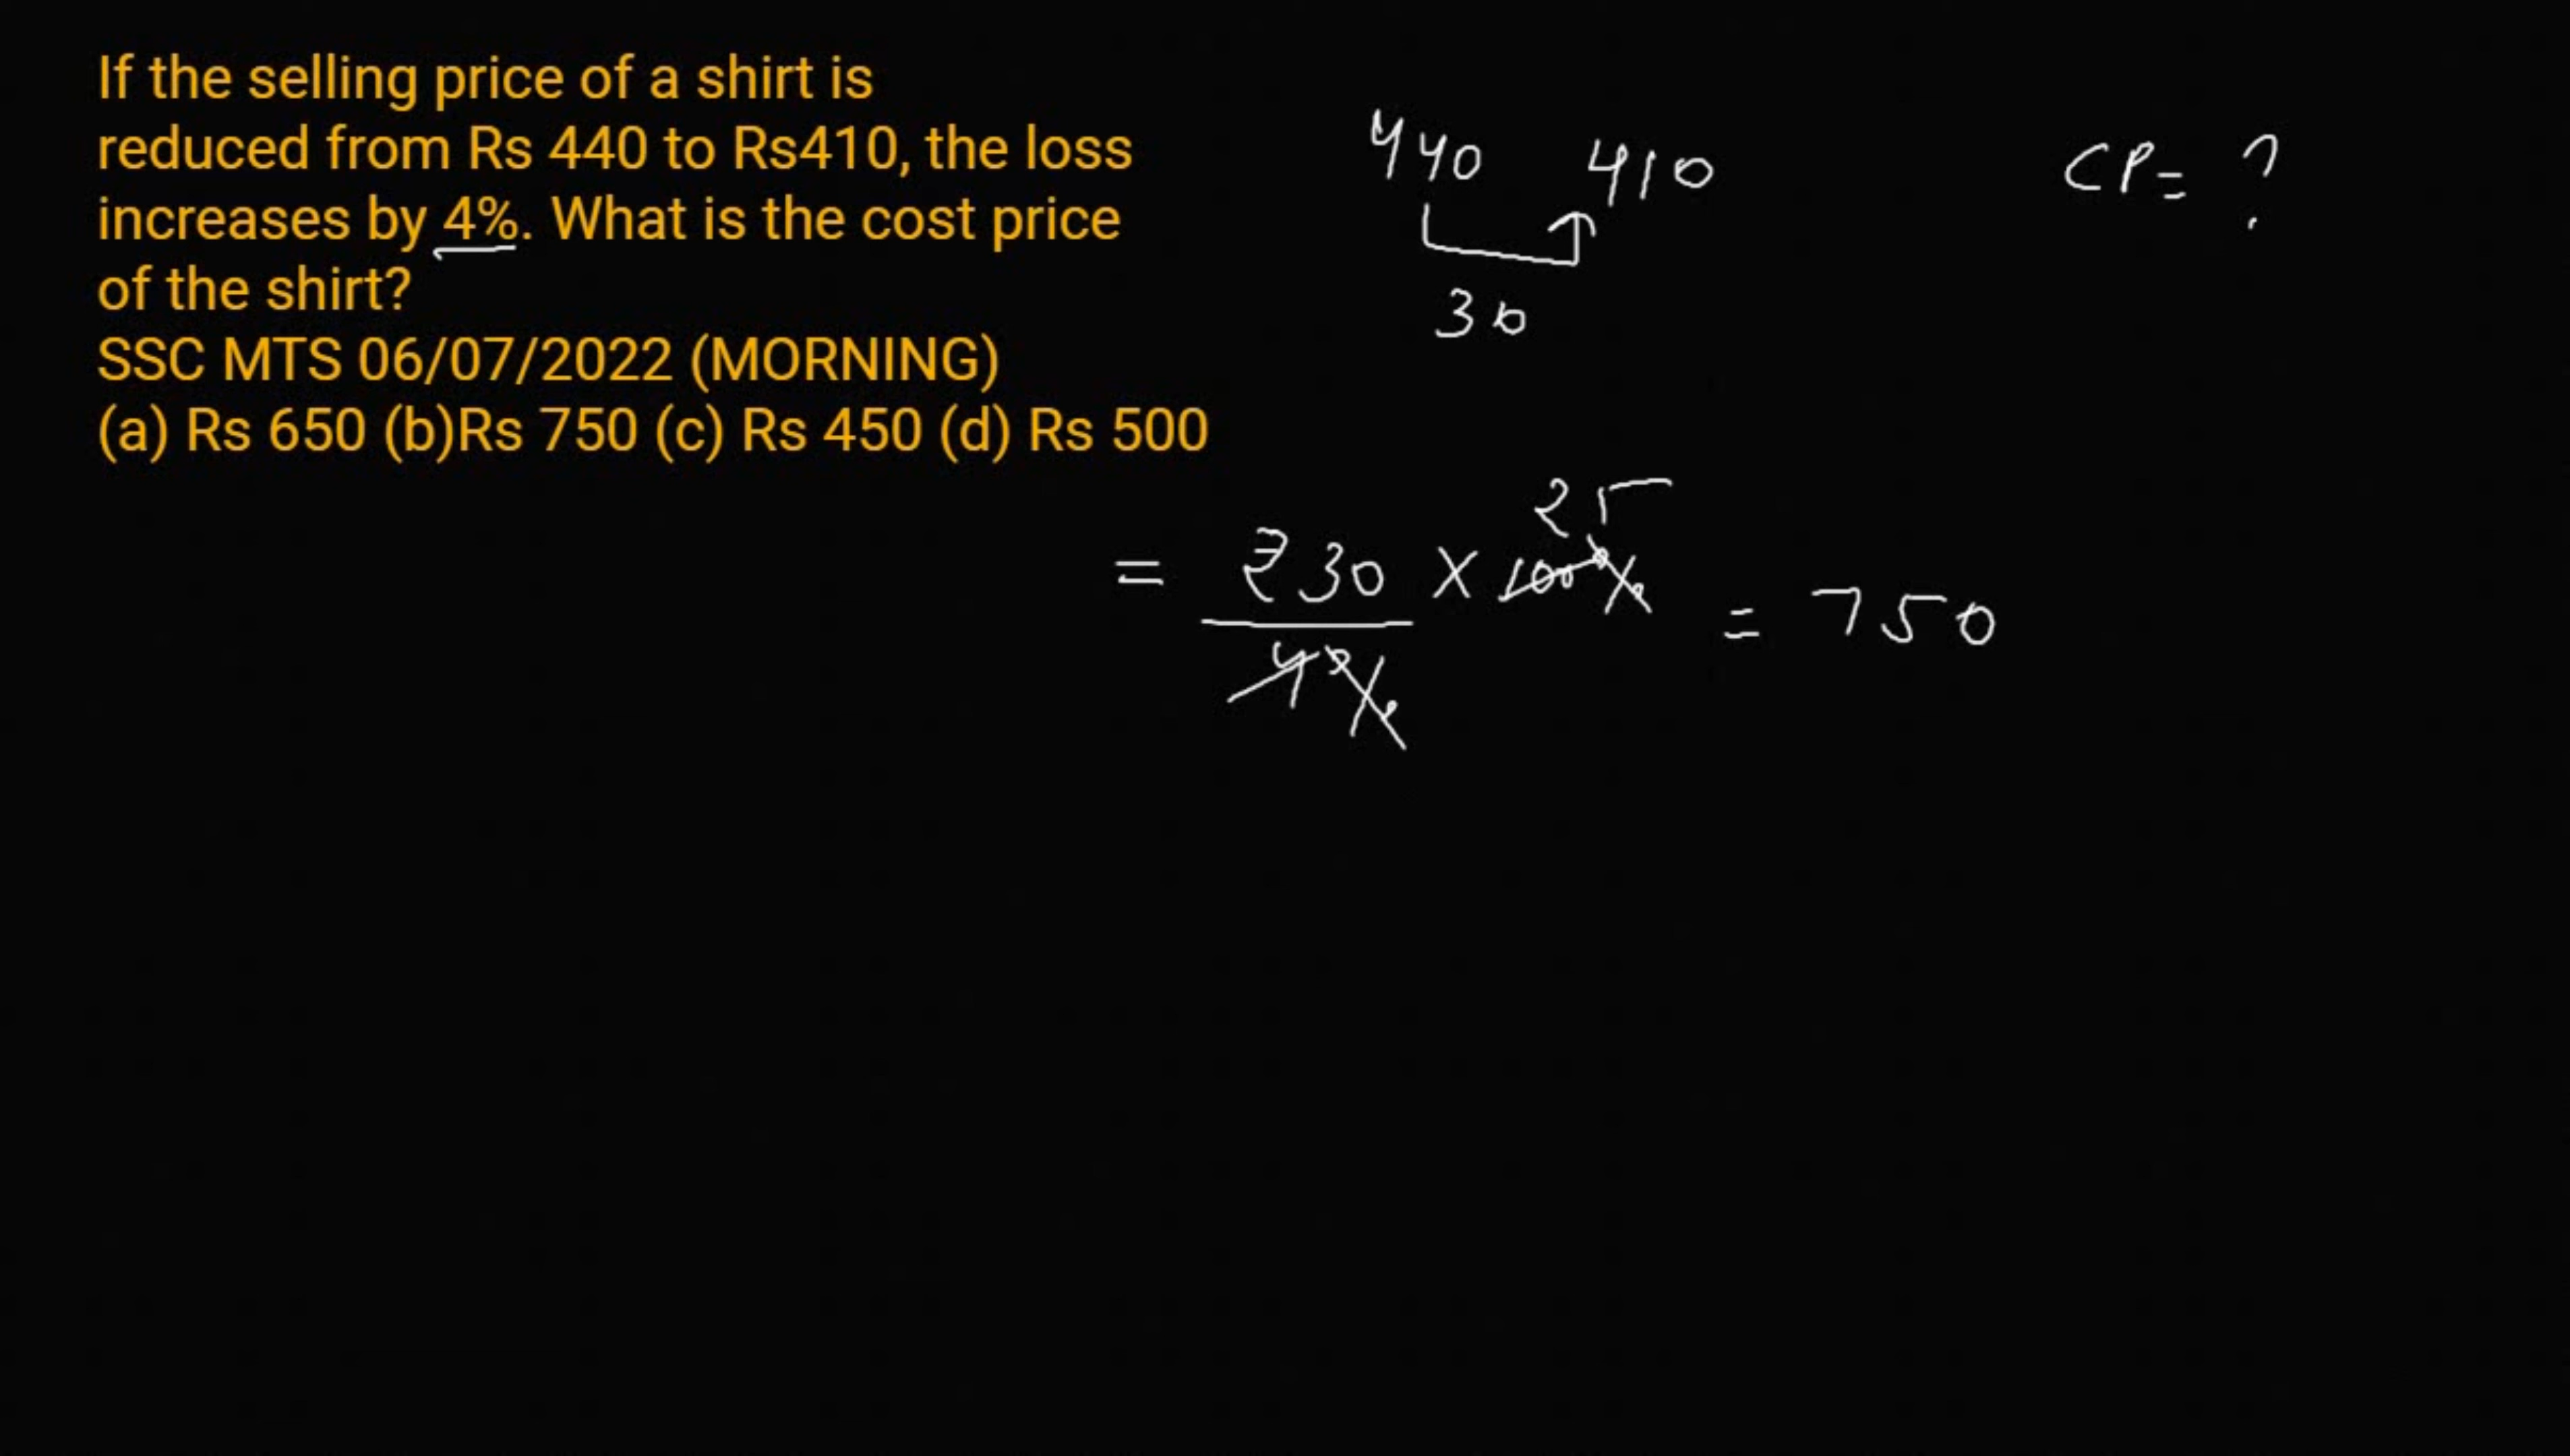 If the selling price of a shirt is
reduced from Rs 440 to Rs410, the loss
increases by 4%. What is the cost price
of the shirt?
SSC MTS 06/07/2022 (MORNING)
(a) Rs 650 (b)Rs 750 (c) Rs 450 (d) Rs 500
440 410 CP= ?
30
25
= ₹30 X 100% = 750
4%